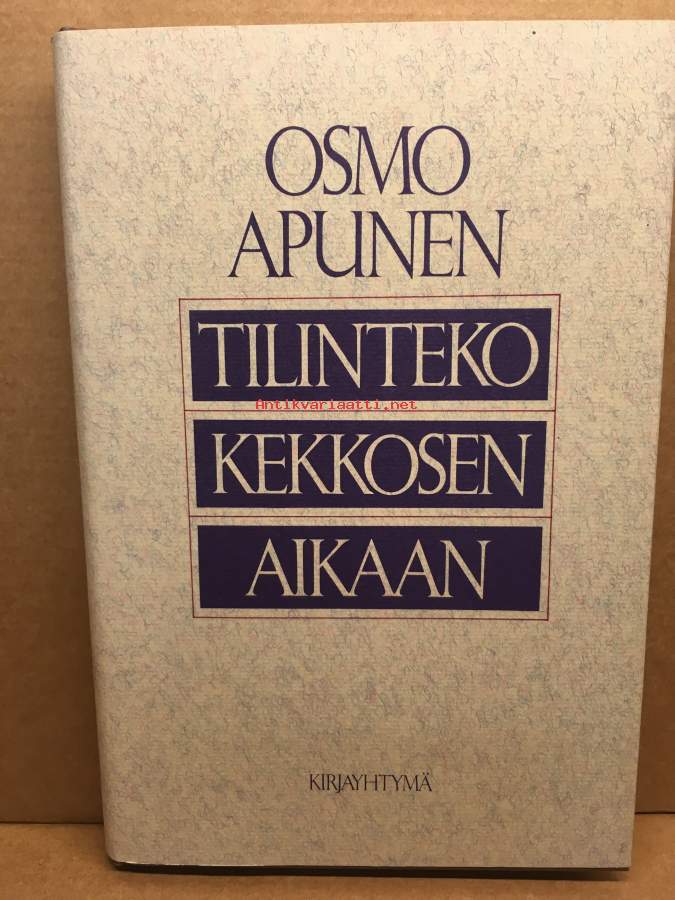 OSMO
APUNEN
TILINTEKO
Antikvariaatti.net
KEKKOSEN
AIKAAN
KIRJAYHTYMÄ